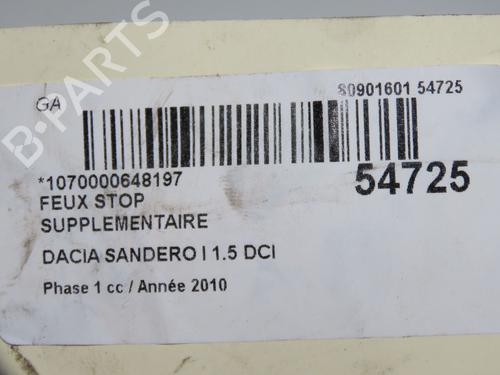 GA
80901601 54725
B-PARTS
*1070000648197
54725
FEUX STOP
SUPPLEMENTAIRE
DACIA SANDERO I 1.5 DCI
Phase 1 cc / Année 2010